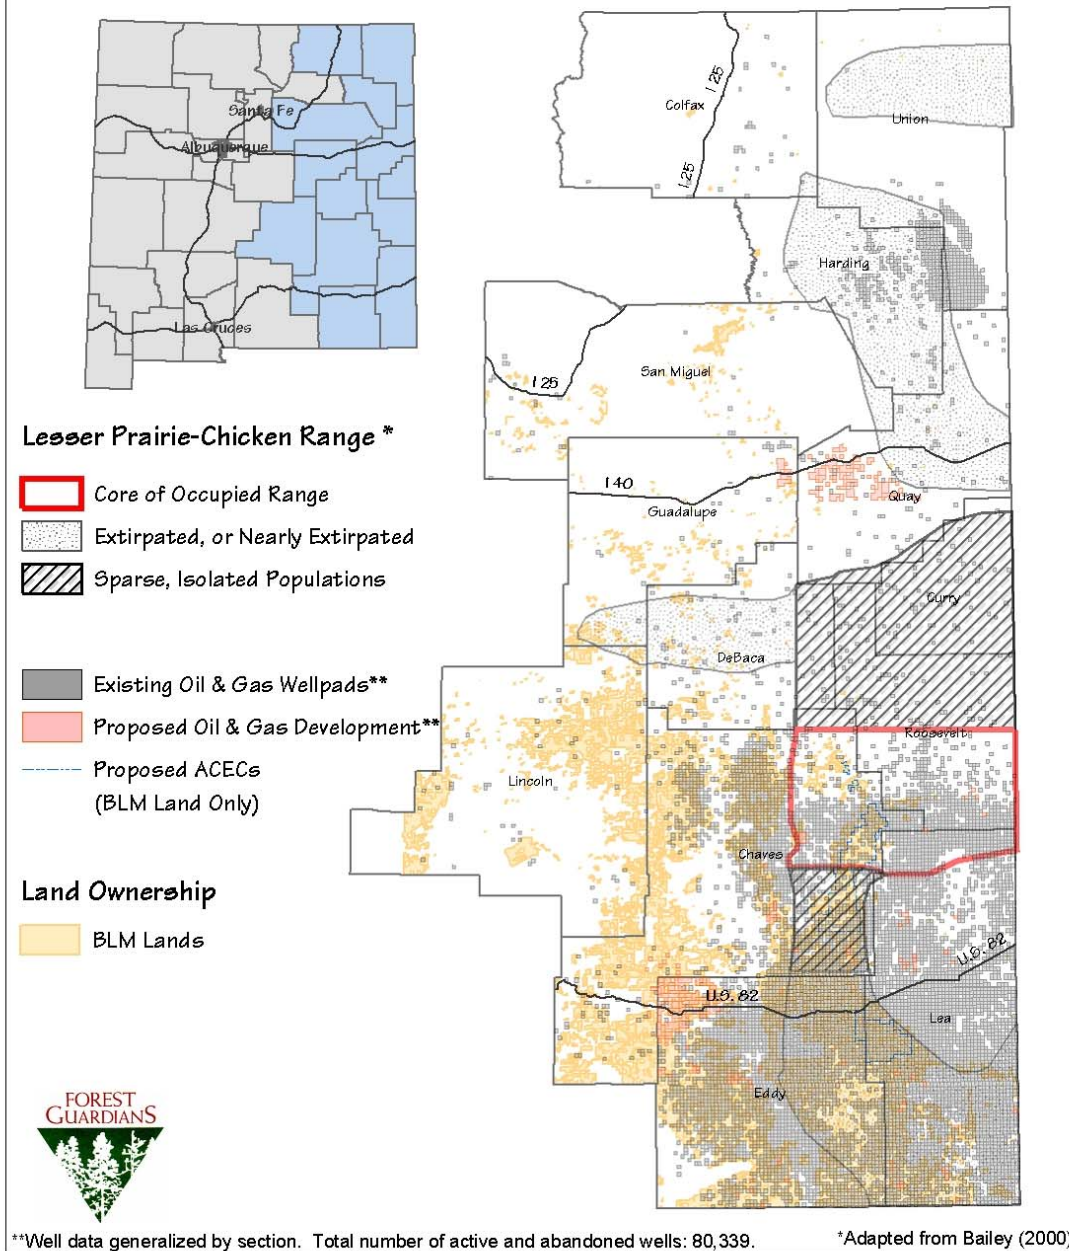 Santa Fe
Albuquerque
Las Cruces
Lesser Prairie-Chicken Range *
Core of Occupied Range
Extirpated, or Nearly Extirpated
Sparse, Isolated Populations
Existing Oil & Gas Wellpads**
Proposed Oil & Gas Development**
Proposed ACECs
(BLM Land Only)
Land Ownership
BLM Lands
FOREST
GUARDIANS
Colfax
I 25
I 25
Union
Harding
San Miguel
I 25
I 40
Guadalupe
Quay
Curry
DeBaca
Roosevelt
Lincoln
Chaves
U.S. 82
U.S. 82
Lea
Eddy
**Well data generalized by section. Total number of active and abandoned wells: 80,339.
*Adapted from Bailey (2000)